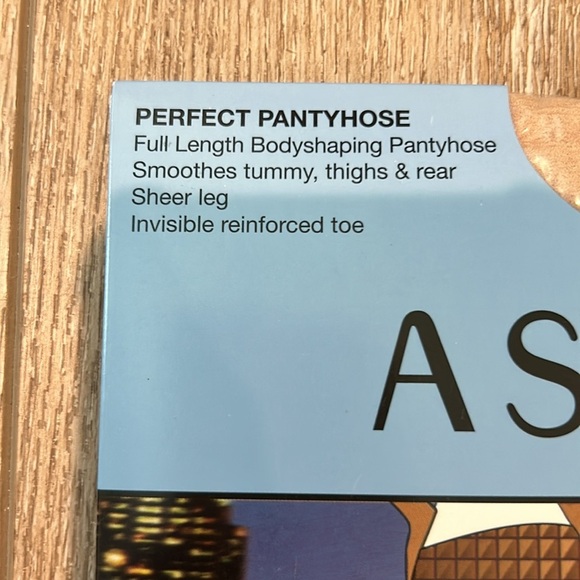 PERFECT PANTYHOSE
Full Length Bodyshaping Pantyhose
Smoothes tummy, thighs & rear
Sheer leg
Invisible reinforced toe
AS